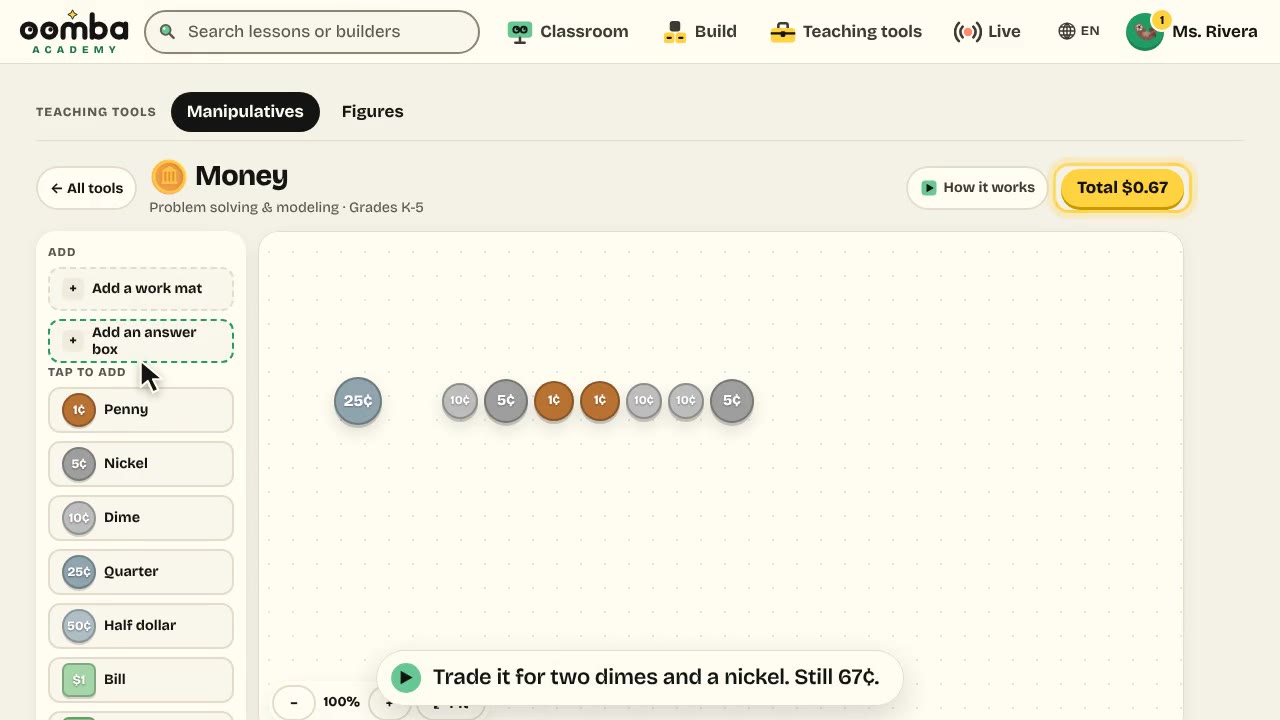 oomba
ACADEMY
Search lessons or builders
Classroom
Build
Teaching tools
Live
EN
1
Ms. Rivera
TEACHING TOOLS
Manipulatives
Figures
← All tools
Money
Problem solving & modeling · Grades K-5
How it works
Total $0.67
ADD
+ Add a work mat
+ Add an answer box
TAP TO ADD
1¢ Penny
5¢ Nickel
10¢ Dime
25¢ Quarter
50¢ Half dollar
$1 Bill
25¢ 10¢ 5¢ 1¢ 1¢ 10¢ 10¢ 5¢
Trade it for two dimes and a nickel. Still 67¢.
− 100% +